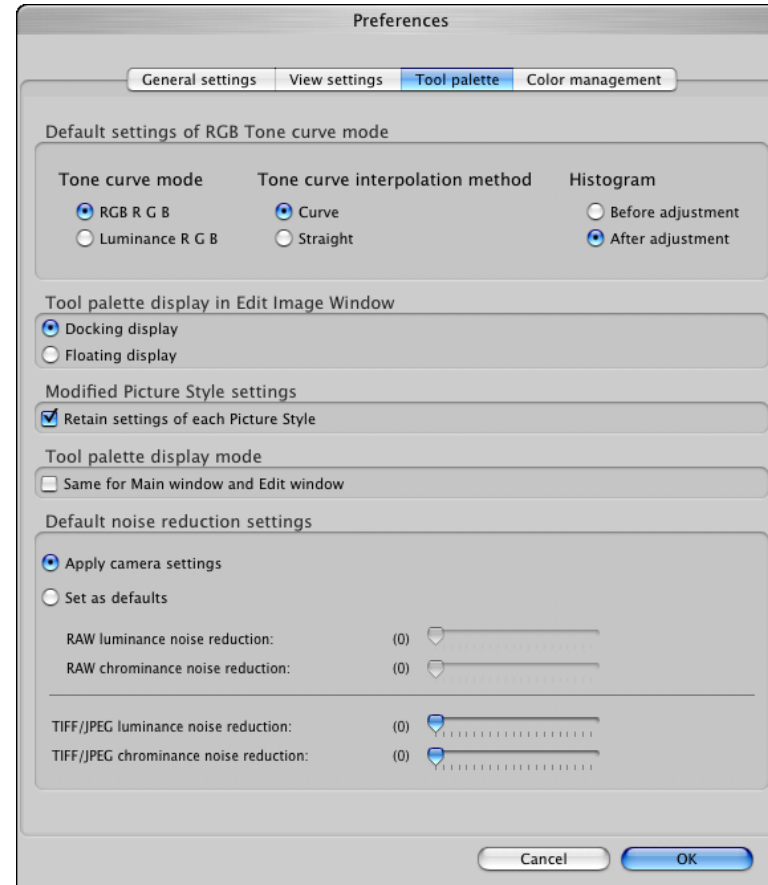 Preferences
General settings View settings Tool palette Color management
Default settings of RGB Tone curve mode
Tone curve mode Tone curve interpolation method Histogram
RGB R G B Curve Before adjustment
Luminance R G B Straight After adjustment
Tool palette display in Edit Image Window
Docking display
Floating display
Modified Picture Style settings
Retain settings of each Picture Style
Tool palette display mode
Same for Main window and Edit window
Default noise reduction settings
Apply camera settings
Set as defaults
RAW luminance noise reduction: (0)
RAW chrominance noise reduction: (0)
TIFF/JPEG luminance noise reduction: (0)
TIFF/JPEG chrominance noise reduction: (0)
Cancel OK